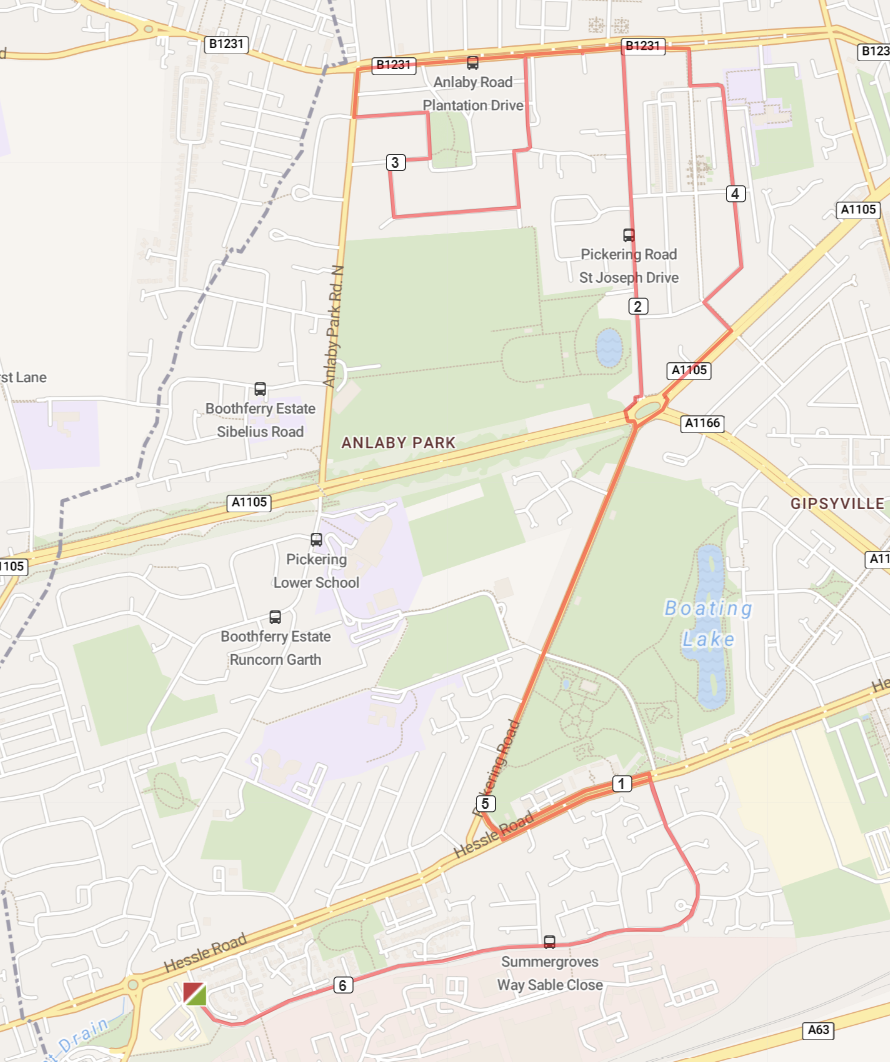 B1231
B1231
B1231
B123
Anlaby Road
Plantation Drive
3
4
A1105
Pickering Road
St Joseph Drive
2
Anlaby Park Rd. N
A1105
st Lane
Boothferry Estate
Sibelius Road
ANLABY PARK
A1166
A1105
GIPSYVILLE
1105
A11
Pickering
Lower School
Boating
Lake
Boothferry Estate
Runcorn Garth
He
Pickering Road
1
5
Hessle Road
Hessle Road
Summergroves
Way Sable Close
6
t Drain
A63